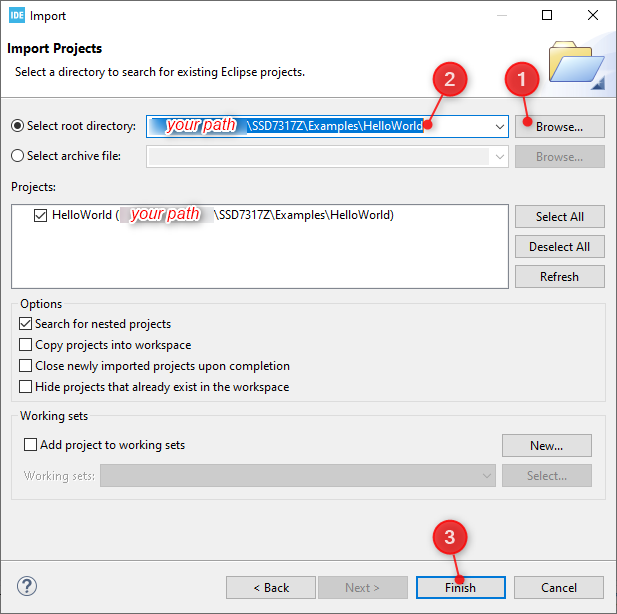 IDE Import
Import Projects
Select a directory to search for existing Eclipse projects.
2
1
Select root directory: your path \SSD7317Z\Examples\HelloWorld Browse...
Select archive file: Browse...
Projects:
HelloWorld ( your path \SSD7317Z\Examples\HelloWorld) Select All
Deselect All
Refresh
Options
Search for nested projects
Copy projects into workspace
Close newly imported projects upon completion
Hide projects that already exist in the workspace
Working sets
Add project to working sets New...
Working sets: Select...
3
? < Back Next > Finish Cancel